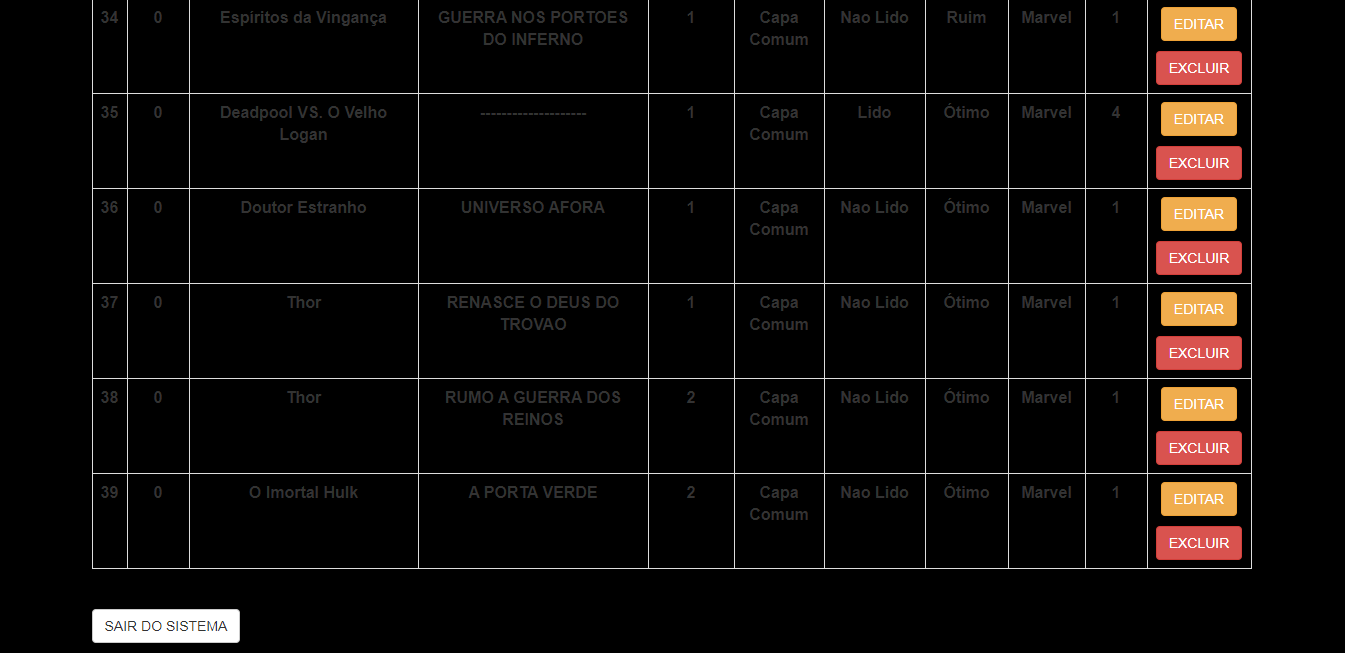 34 0 Espiritos da Vingança GUERRA NOS PORTOES 1 Capa Nao Lido Ruim Marvel 1 EDITAR
DO INFERNO Comum
EXCLUIR
35 0 Deadpool VS. O Velho -------------------- 1 Capa Lido Ótimo Marvel 4 EDITAR
Logan Comum
EXCLUIR
36 0 Doutor Estranho UNIVERSO AFORA 1 Capa Nao Lido Ótimo Marvel 1 EDITAR
Comum
EXCLUIR
37 0 Thor RENASCE O DEUS DO 1 Capa Nao Lido Ótimo Marvel 1 EDITAR
TROVAO Comum
EXCLUIR
38 0 Thor RUMO A GUERRA DOS 2 Capa Nao Lido Ótimo Marvel 1 EDITAR
REINOS Comum
EXCLUIR
39 0 O Imortal Hulk A PORTA VERDE 2 Capa Nao Lido Ótimo Marvel 1 EDITAR
Comum
EXCLUIR
SAIR DO SISTEMA